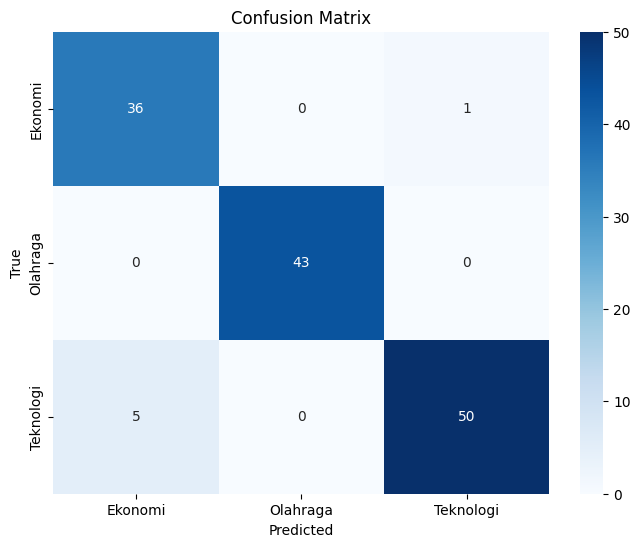 Confusion Matrix
Ekonomi 36 0 1
Olahraga 0 43 0
Teknologi 5 0 50
Ekonomi Olahraga Teknologi
Predicted
True
50
40
30
20
10
0